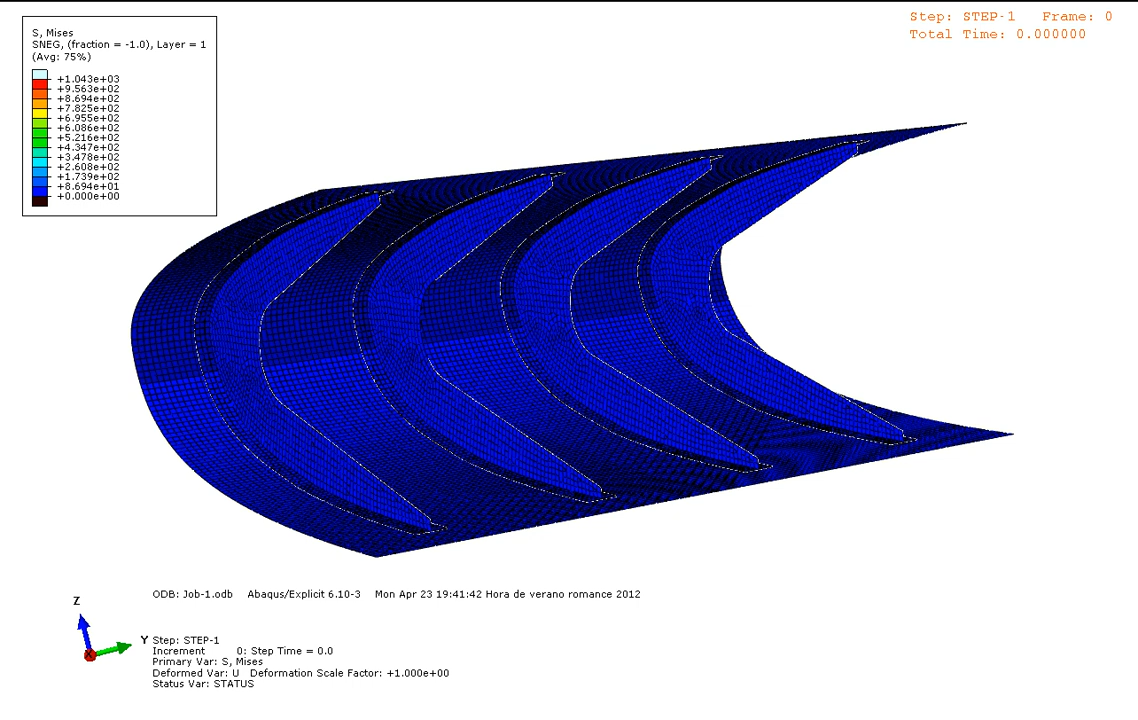 Step: STEP-1   Frame: 0
Total Time: 0.000000
S, Mises
SNEG, (fraction = -1.0), Layer = 1
(Avg: 75%)
+1.043e+03
+9.563e+02
+8.694e+02
+7.825e+02
+6.955e+02
+6.086e+02
+5.216e+02
+4.347e+02
+3.478e+02
+2.608e+02
+1.739e+02
+8.694e+01
+0.000e+00
ODB: Job-1.odb    Abaqus/Explicit 6.10-3    Mon Apr 23 19:41:42 Hora de verano romance 2012
Z
Y
X
Step: STEP-1
Increment      0: Step Time = 0.0
Primary Var: S, Mises
Deformed Var: U   Deformation Scale Factor: +1.000e+00
Status Var: STATUS